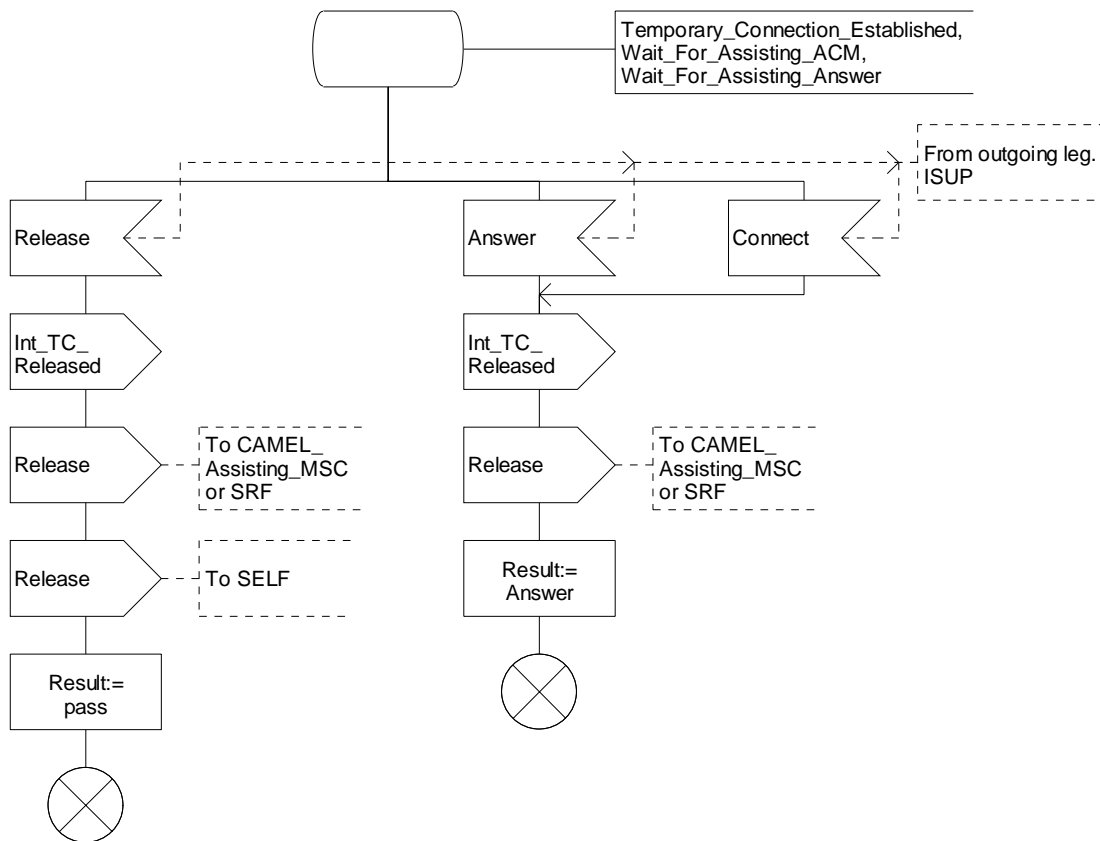 Temporary_Connection_Established,
Wait_For_Assisting_ACM,
Wait_For_Assisting_Answer
From outgoing leg.
ISUP
Release
Answer
Connect
Int_TC_
Released
Int_TC_
Released
Release
To CAMEL_
Assisting_MSC
or SRF
Release
To CAMEL_
Assisting_MSC
or SRF
Release
To SELF
Result:=
Answer
Result:=
pass